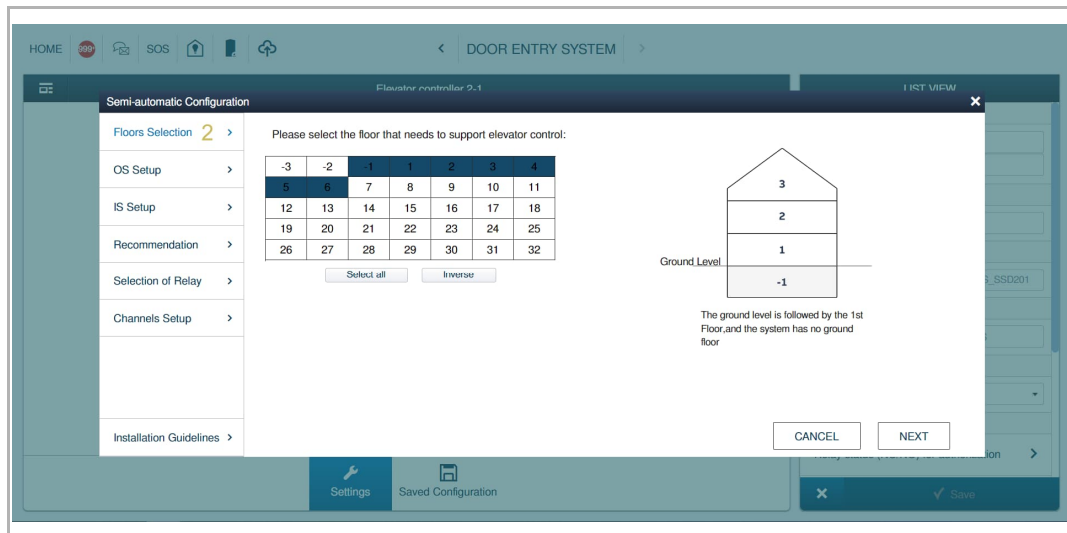 HOME 999+ SOS < DOOR ENTRY SYSTEM >
Elevator controller 2-1
LIST VIEW
Semi-automatic Configuration
Floors Selection 2
OS Setup
IS Setup
Recommendation
Selection of Relay
Channels Setup
Installation Guidelines
Please select the floor that needs to support elevator control:
-3 -2 -1 1 2 3 4
5 6 7 8 9 10 11
12 13 14 15 16 17 18
19 20 21 22 23 24 25
26 27 28 29 30 31 32
Select all Inverse
3
2
1
Ground Level
-1
The ground level is followed by the 1st
Floor,and the system has no ground
floor
CANCEL NEXT
_SSD201
Settings Saved Configuration
Save